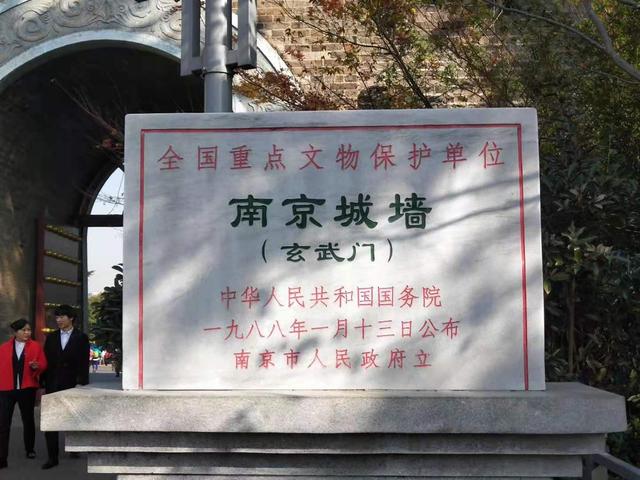 全国重点文物保护单位
南京城墙
(玄武门)
中华人民共和国国务院
一九八八年一月十三日公布
南京市人民政府立